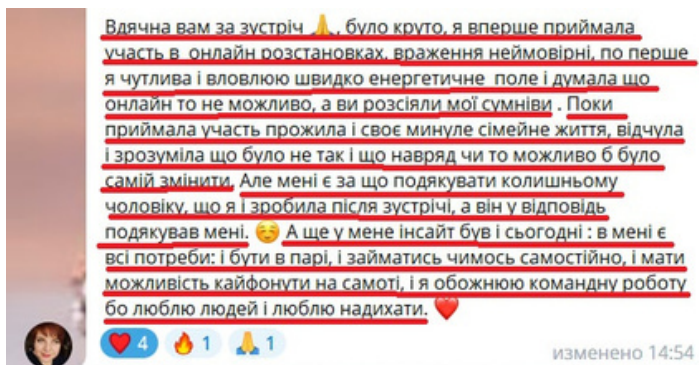 Вдячна вам за зустріч 🙏, було круто, я вперше приймала
участь в онлайн розстановках, враження неймовірні, по перше
я чутлива і вловлюю швидко енергетичне поле і думала що
онлайн то не можливо, а ви розсіяли мої сумніви . Поки
приймала участь прожила і своє минуле сімейне життя, відчула
і зрозуміла що було не так і що навряд чи то можливо б було
самій змінити. Але мені є за що подякувати колишньому
чоловіку, що я і зробила після зустрічі, а він у відповідь
подякував мені. ☺️ А ще у мене інсайт був і сьогодні : в мені є
всі потреби: і бути в парі, і займатись чимось самостійно, і мати
можливість кайфонути на самоті, і я обожнюю командну роботу
бо люблю людей і люблю надихати. ❤️
❤️ 4 🔥 1 🙏 1
изменено 14:54